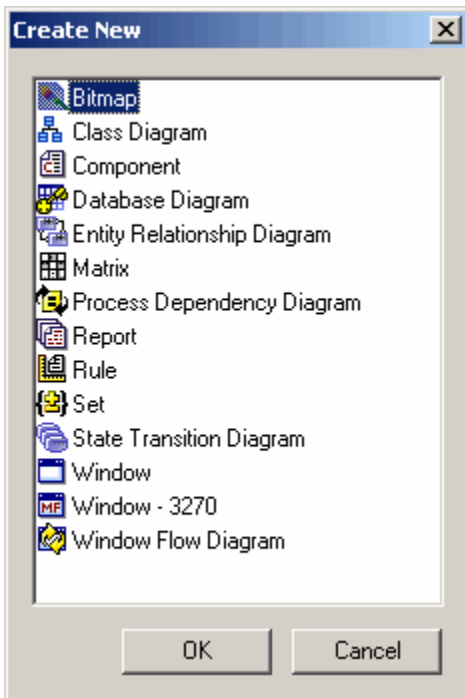 Create New
Bitmap
Class Diagram
Component
Database Diagram
Entity Relationship Diagram
Matrix
Process Dependency Diagram
Report
Rule
Set
State Transition Diagram
Window
MF Window - 3270
Window Flow Diagram
OK Cancel